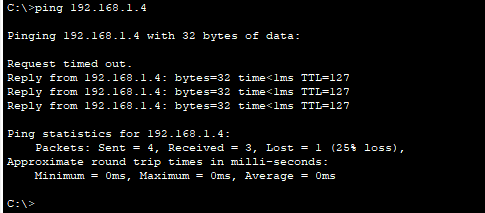 C:\>ping 192.168.1.4
Pinging 192.168.1.4 with 32 bytes of data:
Request timed out.
Reply from 192.168.1.4: bytes=32 time<1ms TTL=127
Reply from 192.168.1.4: bytes=32 time<1ms TTL=127
Reply from 192.168.1.4: bytes=32 time<1ms TTL=127
Ping statistics for 192.168.1.4:
Packets: Sent = 4, Received = 3, Lost = 1 (25% loss),
Approximate round trip times in milli-seconds:
Minimum = 0ms, Maximum = 0ms, Average = 0ms
C:\>